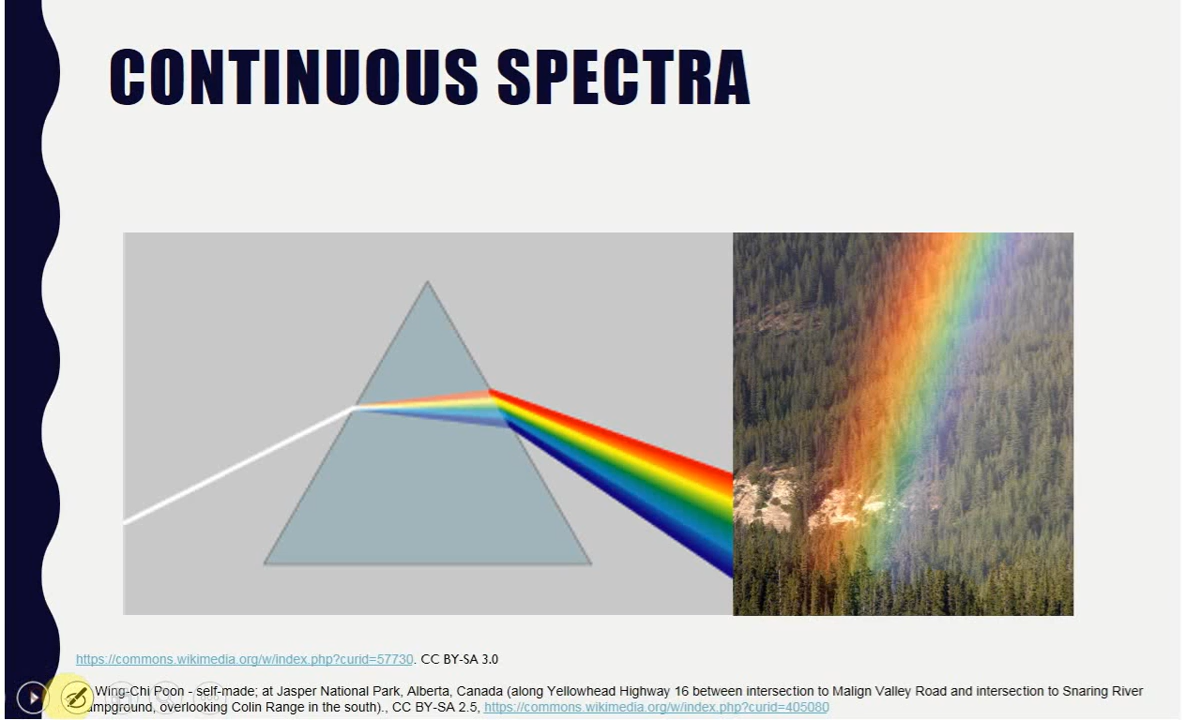 CONTINUOUS SPECTRA
https://commons.wikimedia.org/w/index.php?curid=57730. CC BY-SA 3.0
Wing-Chi Poon - self-made; at Jasper National Park, Alberta, Canada (along Yellowhead Highway 16 between intersection to Malign Valley Road and intersection to Snaring River
ampground, overlooking Colin Range in the south)., CC BY-SA 2.5, https://commons.wikimedia.org/w/index.php?curid=405080